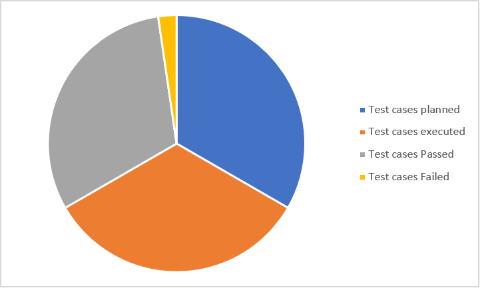 Test cases planned
Test cases executed
Test cases Passed
Test cases Failed